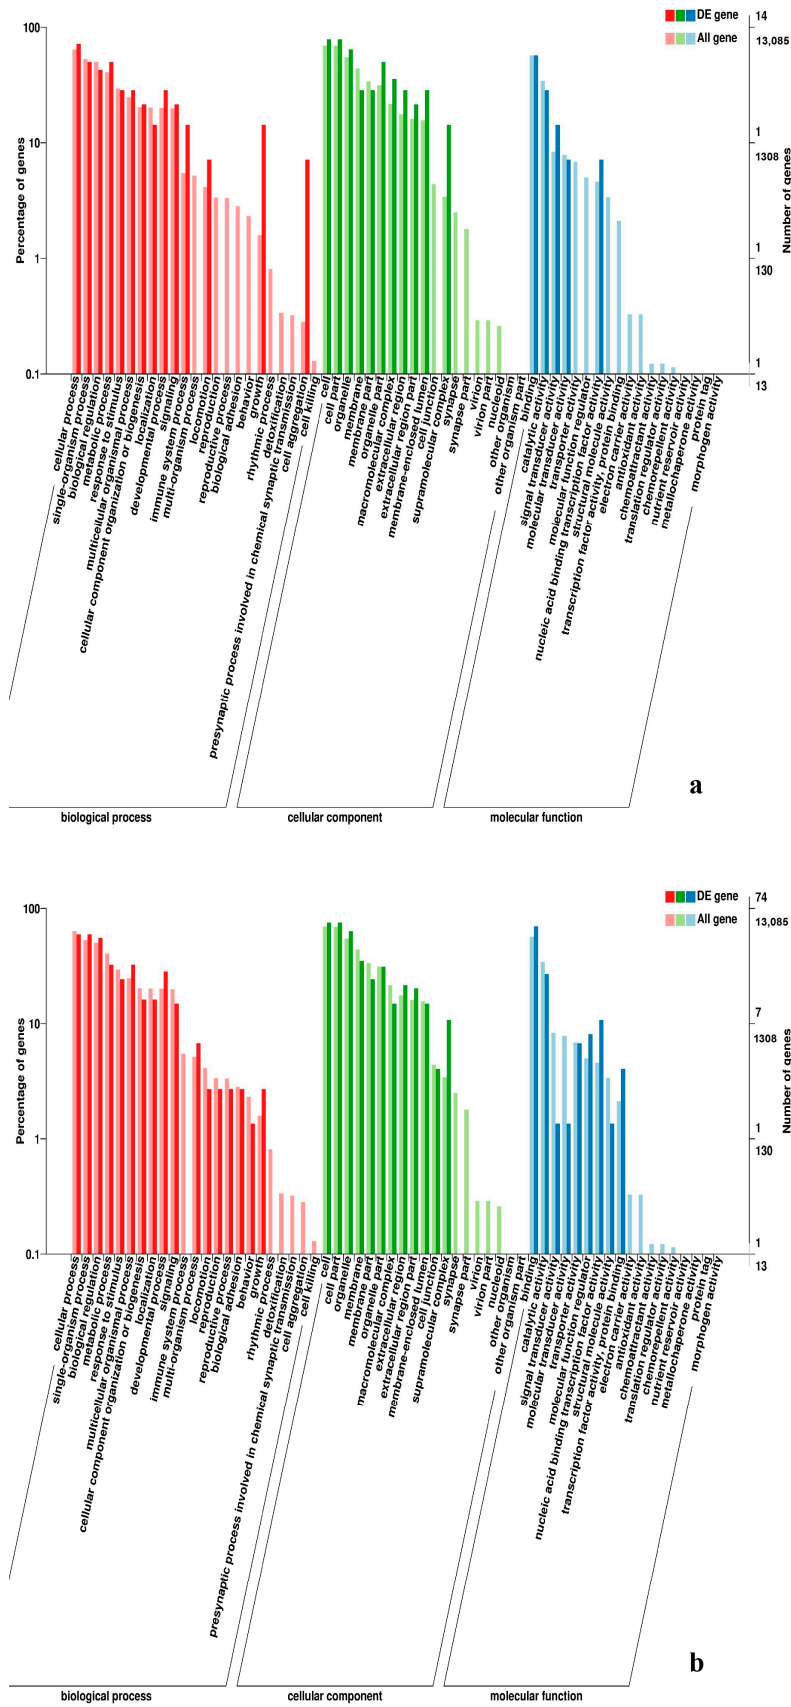 DE gene
All gene
14
13,085
100
10
1
0.1
Percentage of genes
1
1308
1
130
1
13
Number of genes
cellular process
single-organism process
biological regulation
metabolic process
response to stimulus
multicellular organismal process
cellular component organization or biogenesis
localization
developmental process
signaling
immune system process
multi-organism process
locomotion
reproduction
reproductive process
biological adhesion
behavior
growth
rhythmic process
detoxification
presynaptic process involved in chemical synaptic transmission
cell aggregation
cell killing
cell
cell part
organelle
membrane
membrane part
organelle part
macromolecular complex
extracellular region
extracellular region part
membrane-enclosed lumen
cell junction
supramolecular complex
synapse
synapse part
virion
virion part
nucleoid
other organism
other organism part
binding
catalytic activity
signal transducer activity
molecular transducer activity
transporter activity
molecular function regulator
nucleic acid binding transcription factor activity
structural molecule activity
transcription factor activity, protein binding
electron carrier activity
antioxidant activity
chemoattractant activity
translation regulator activity
chemorepellent activity
nutrient reservoir activity
metallochaperone activity
protein tag
morphogen activity
biological process
cellular component
molecular function
a
DE gene
All gene
74
13,085
100
10
1
0.1
Percentage of genes
7
1308
1
130
1
13
Number of genes
cellular process
single-organism process
biological regulation
metabolic process
response to stimulus
multicellular organismal process
cellular component organization or biogenesis
localization
developmental process
signaling
immune system process
multi-organism process
locomotion
reproduction
reproductive process
biological adhesion
behavior
growth
rhythmic process
detoxification
presynaptic process involved in chemical synaptic transmission
cell aggregation
cell killing
cell
cell part
organelle
membrane
membrane part
organelle part
macromolecular complex
extracellular region
extracellular region part
membrane-enclosed lumen
cell junction
supramolecular complex
synapse
synapse part
virion
virion part
nucleoid
other organism
other organism part
binding
catalytic activity
signal transducer activity
molecular transducer activity
transporter activity
molecular function regulator
nucleic acid binding transcription factor activity
structural molecule activity
transcription factor activity, protein binding
electron carrier activity
antioxidant activity
chemoattractant activity
translation regulator activity
chemorepellent activity
nutrient reservoir activity
metallochaperone activity
protein tag
morphogen activity
biological process
cellular component
molecular function
b